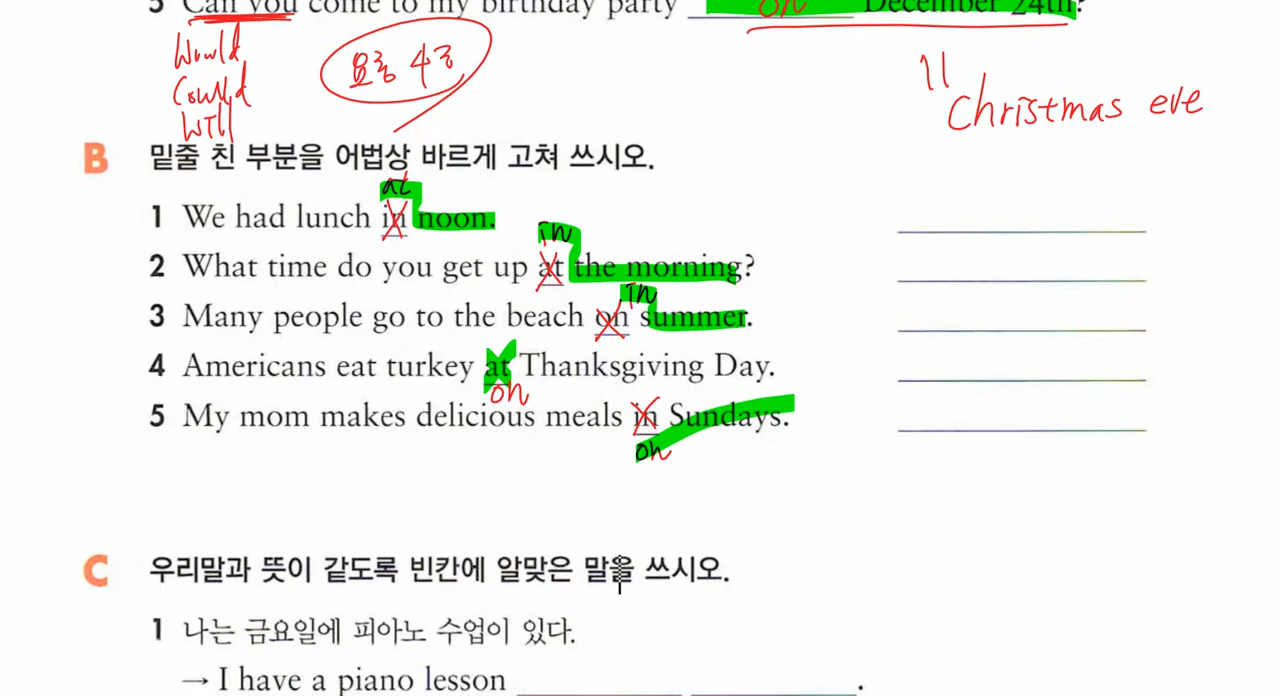 5 Can you come to my birthday party on December 24th?
Would
Could
Will
요충 4종
Christmas eve
B 밑줄 친 부분을 어법상 바르게 고쳐 쓰시오.
at
1 We had lunch in noon.
in
2 What time do you get up at the morning?
in
3 Many people go to the beach on summer.
4 Americans eat turkey at Thanksgiving Day.
on
5 My mom makes delicious meals in Sundays.
on
C 우리말과 뜻이 같도록 빈칸에 알맞은 말을 쓰시오.
1 나는 금요일에 피아노 수업이 있다.
→ I have a piano lesson .